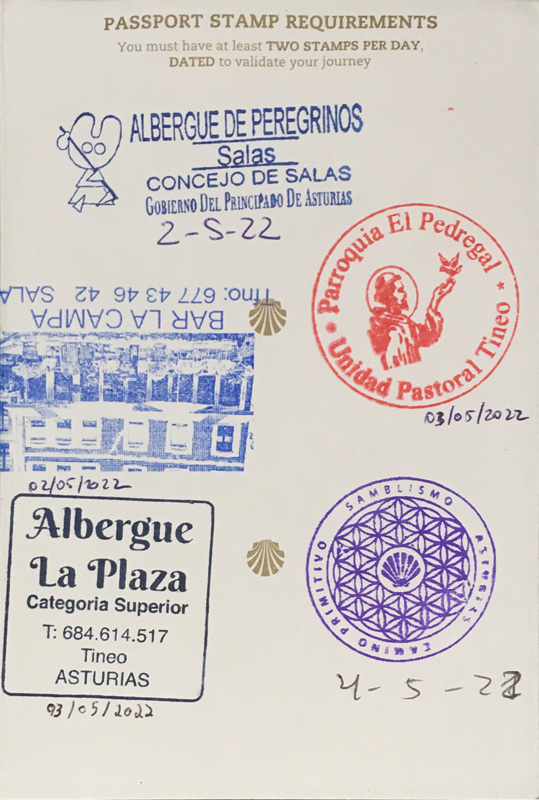 PASSPORT STAMP REQUIREMENTS
You must have at least TWO STAMPS PER DAY,
DATED to validate your journey
ALBERGUE DE PEREGRINOS
Salas
CONCEJO DE SALAS
GOBIERNO DEL PRINCIPADO DE ASTURIAS
2-5-22
Parroquia El Pedregal
* Unidad Pastoral Tineo *
03/05/2022
BAR LA CAMPA
Tfno: 677 43 46 42 SALA
02/05/2022
Albergue
La Plaza
Categoria Superior
T: 684.614.517
Tineo
ASTURIAS
03/05/2022
SAMBLISMO
ASTURIAS
CAMINO PRIMITIVO
4-5-22